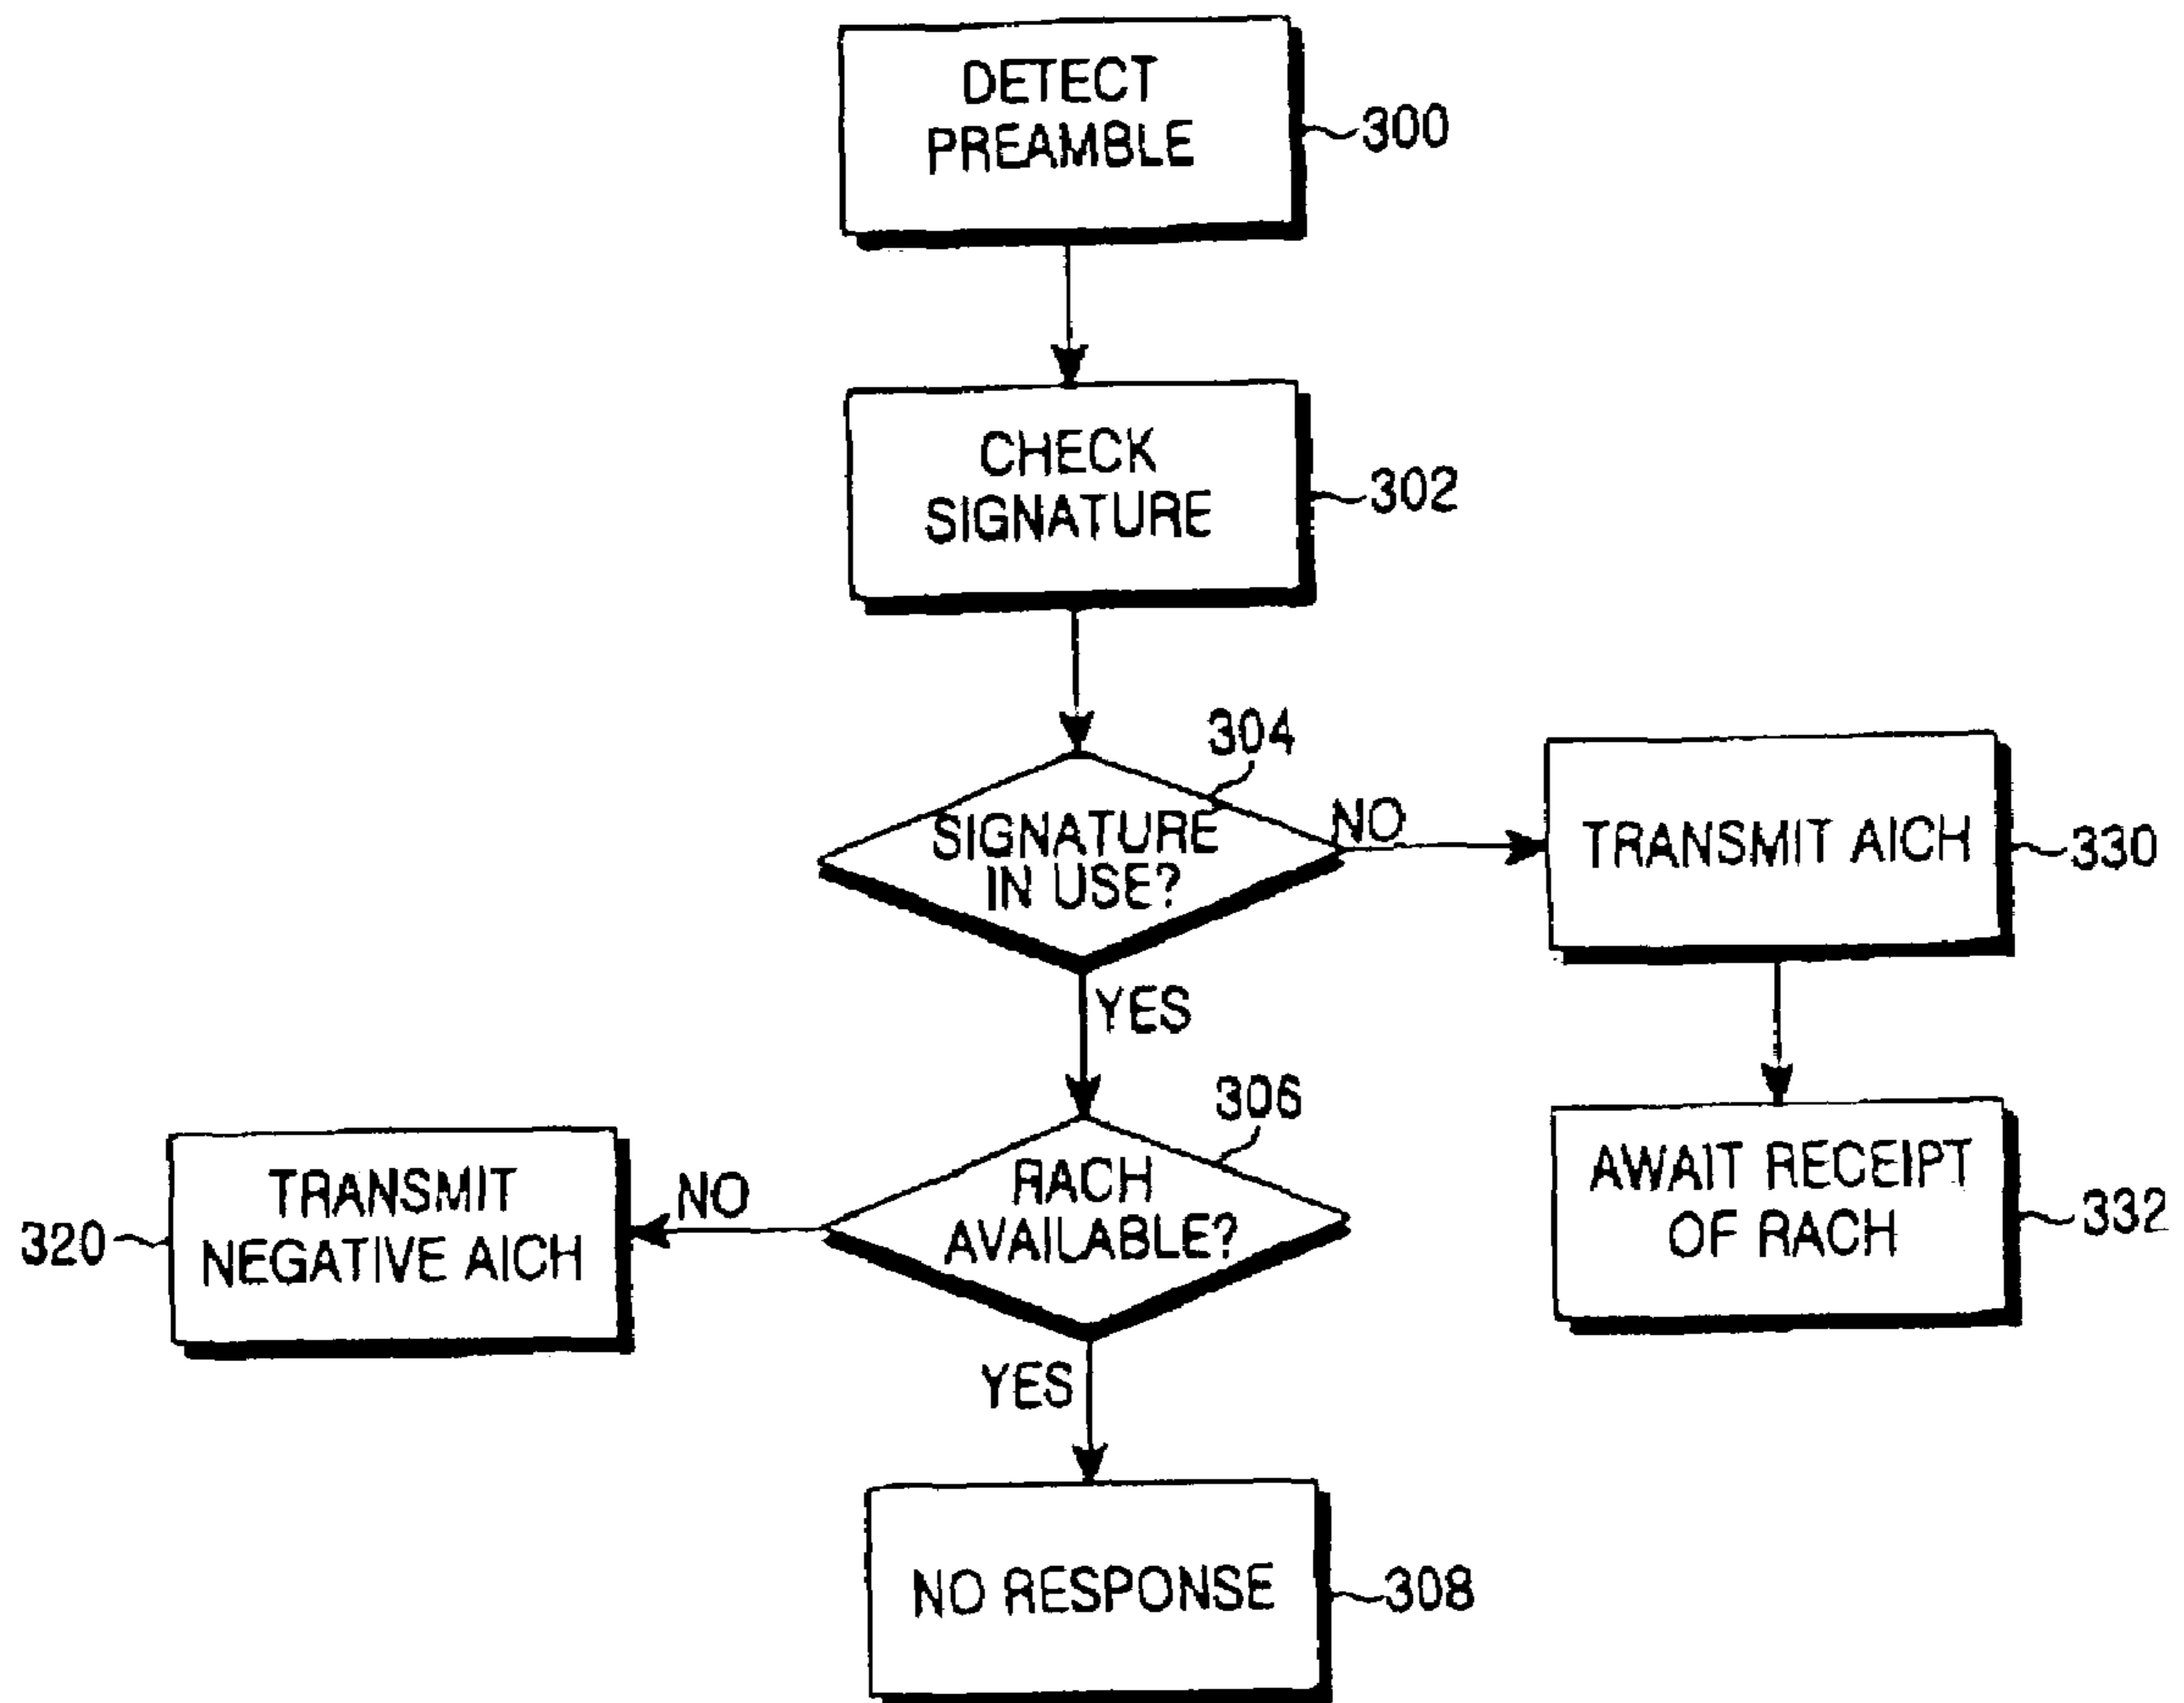 DETECT
PREAMBLE
300
CHECK
SIGNATURE
302
304
SIGNATURE
IN USE?
NO
TRANSMIT AICH
330
YES
306
RACH
AVAILABLE?
NO
TRANSMIT
NEGATIVE AICH
320
AWAIT RECEIPT
OF RACH
332
YES
NO RESPONSE
308